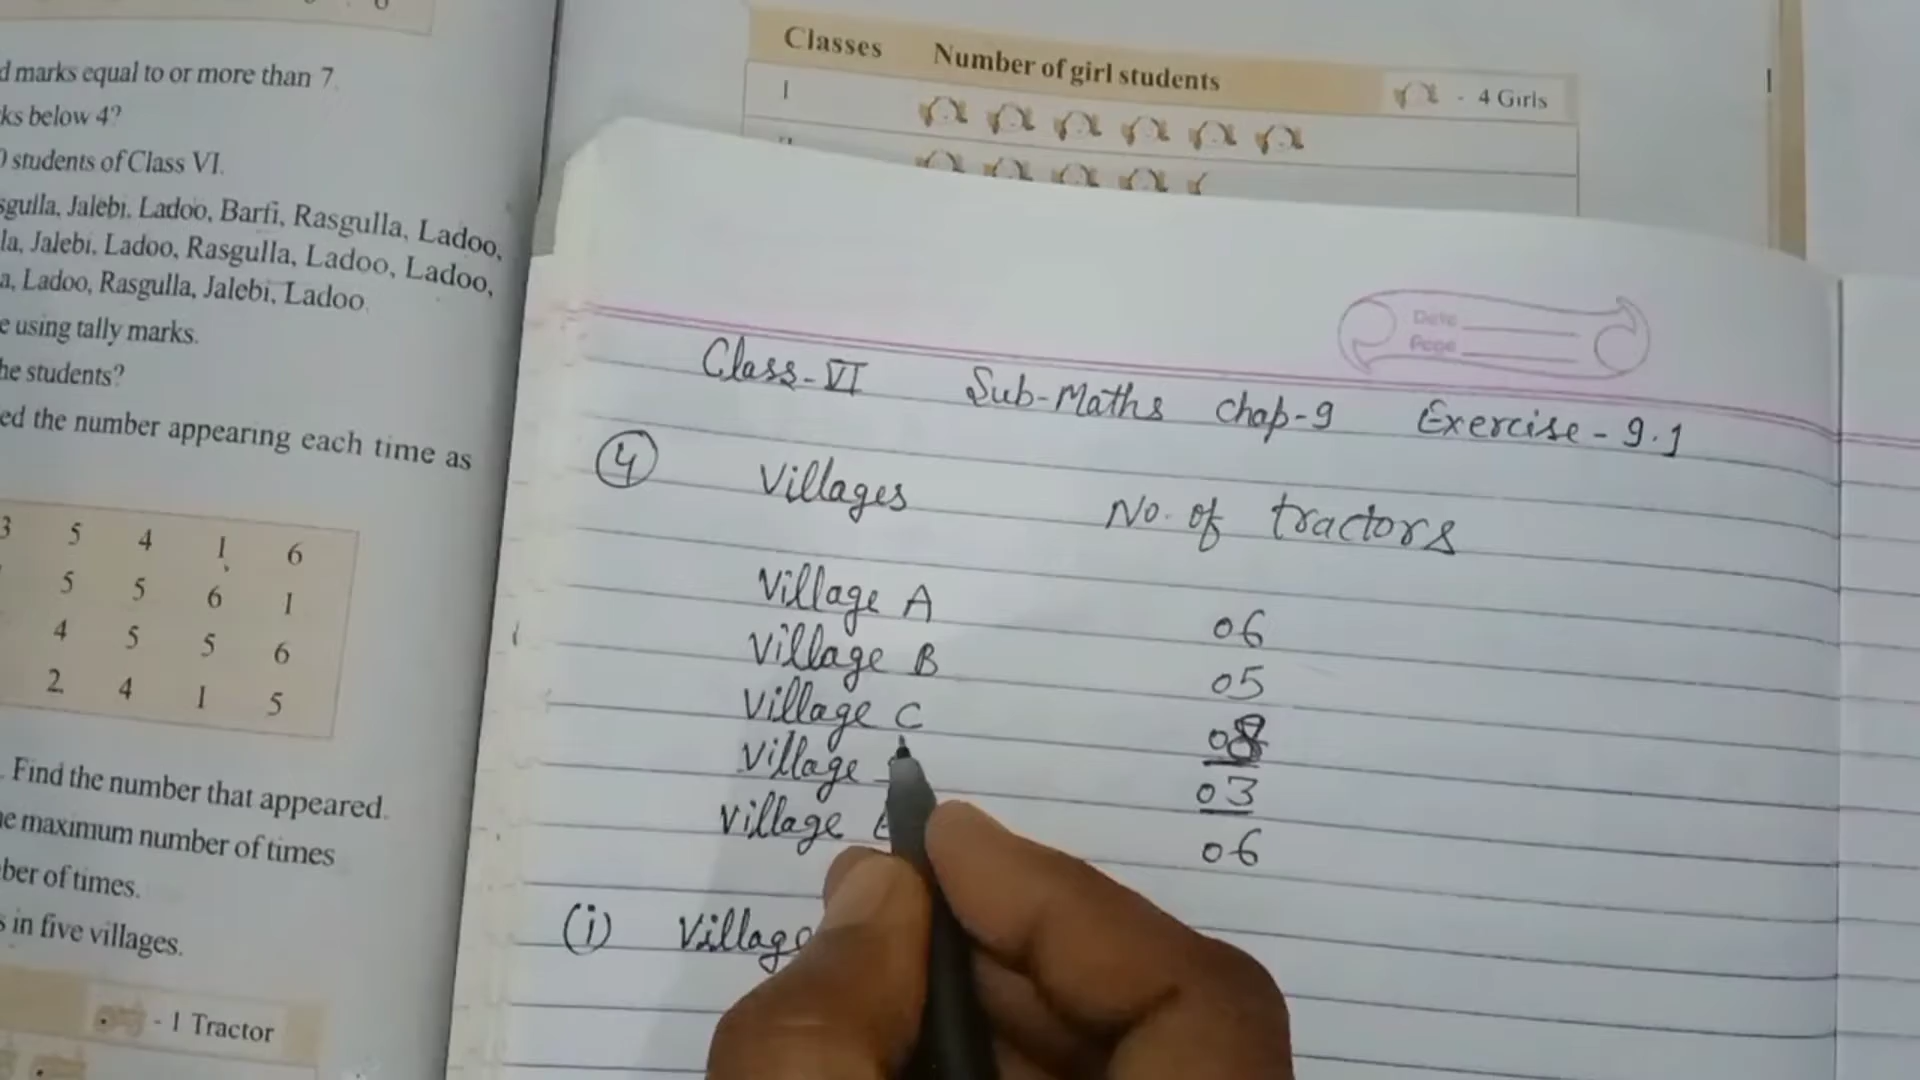 d marks equal to or more than 7.
ks below 4?
students of Class VI.
sgulla, Jalebi, Ladoo, Barfi, Rasgulla, Ladoo,
la, Jalebi, Ladoo, Rasgulla, Ladoo, Ladoo,
a, Ladoo, Rasgulla, Jalebi, Ladoo.
e using tally marks.
he students?
ed the number appearing each time as
3 5 4 1 6
5 5 6 1
4 5 5 6
2 4 1 5
. Find the number that appeared.
e maximum number of times
ber of times.
s in five villages.
- 1 Tractor
Classes Number of girl students - 4 Girls
I
Date
Page
Class-VI Sub-Maths Chap-9 Exercise-9.1
4 Villages No. of tractors
Village A 06
Village B 05
Village C 08
Village 03
Village 06
(i) Village